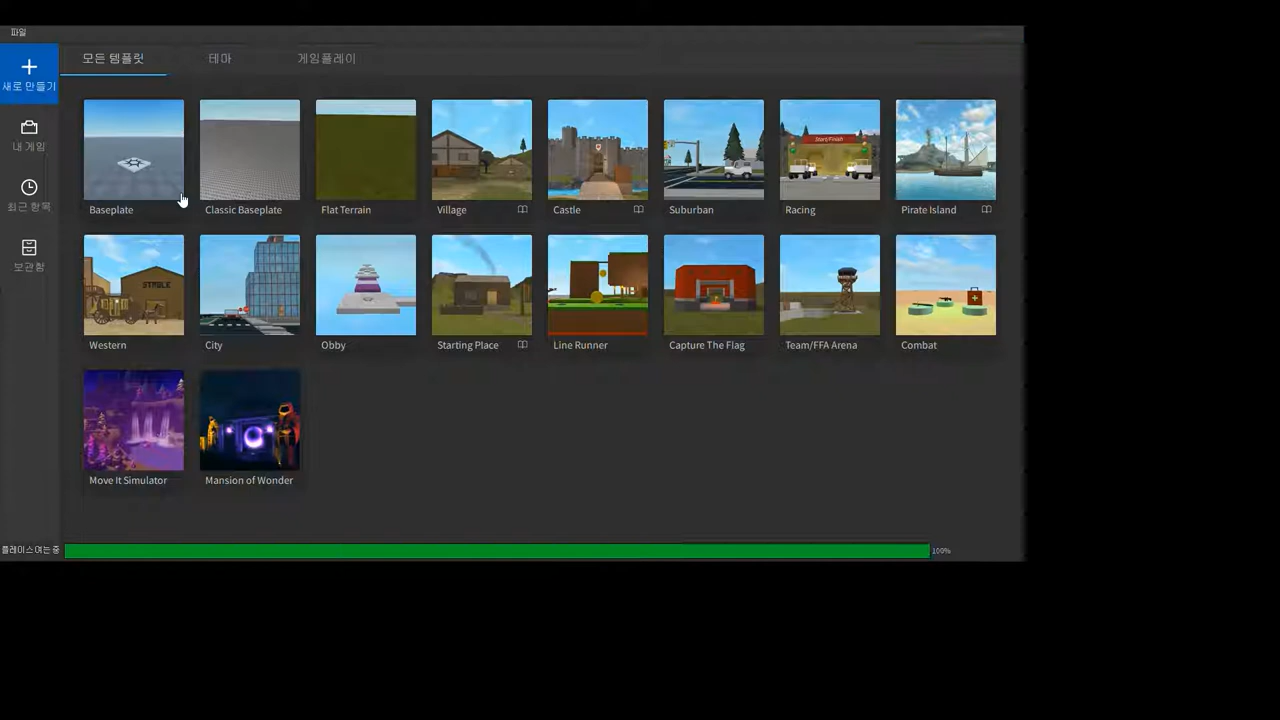 파일
모든 템플릿
테마
게임플레이
새로 만들기
내 게임
최근 항목
보관함
Baseplate
Classic Baseplate
Flat Terrain
Village
Castle
Suburban
Start/Finish
Racing
Pirate Island
STABLE
Western
City
Obby
Starting Place
Line Runner
Capture The Flag
Team/FFA Arena
Combat
Move It Simulator
Mansion of Wonder
플레이스 여는 중
100%